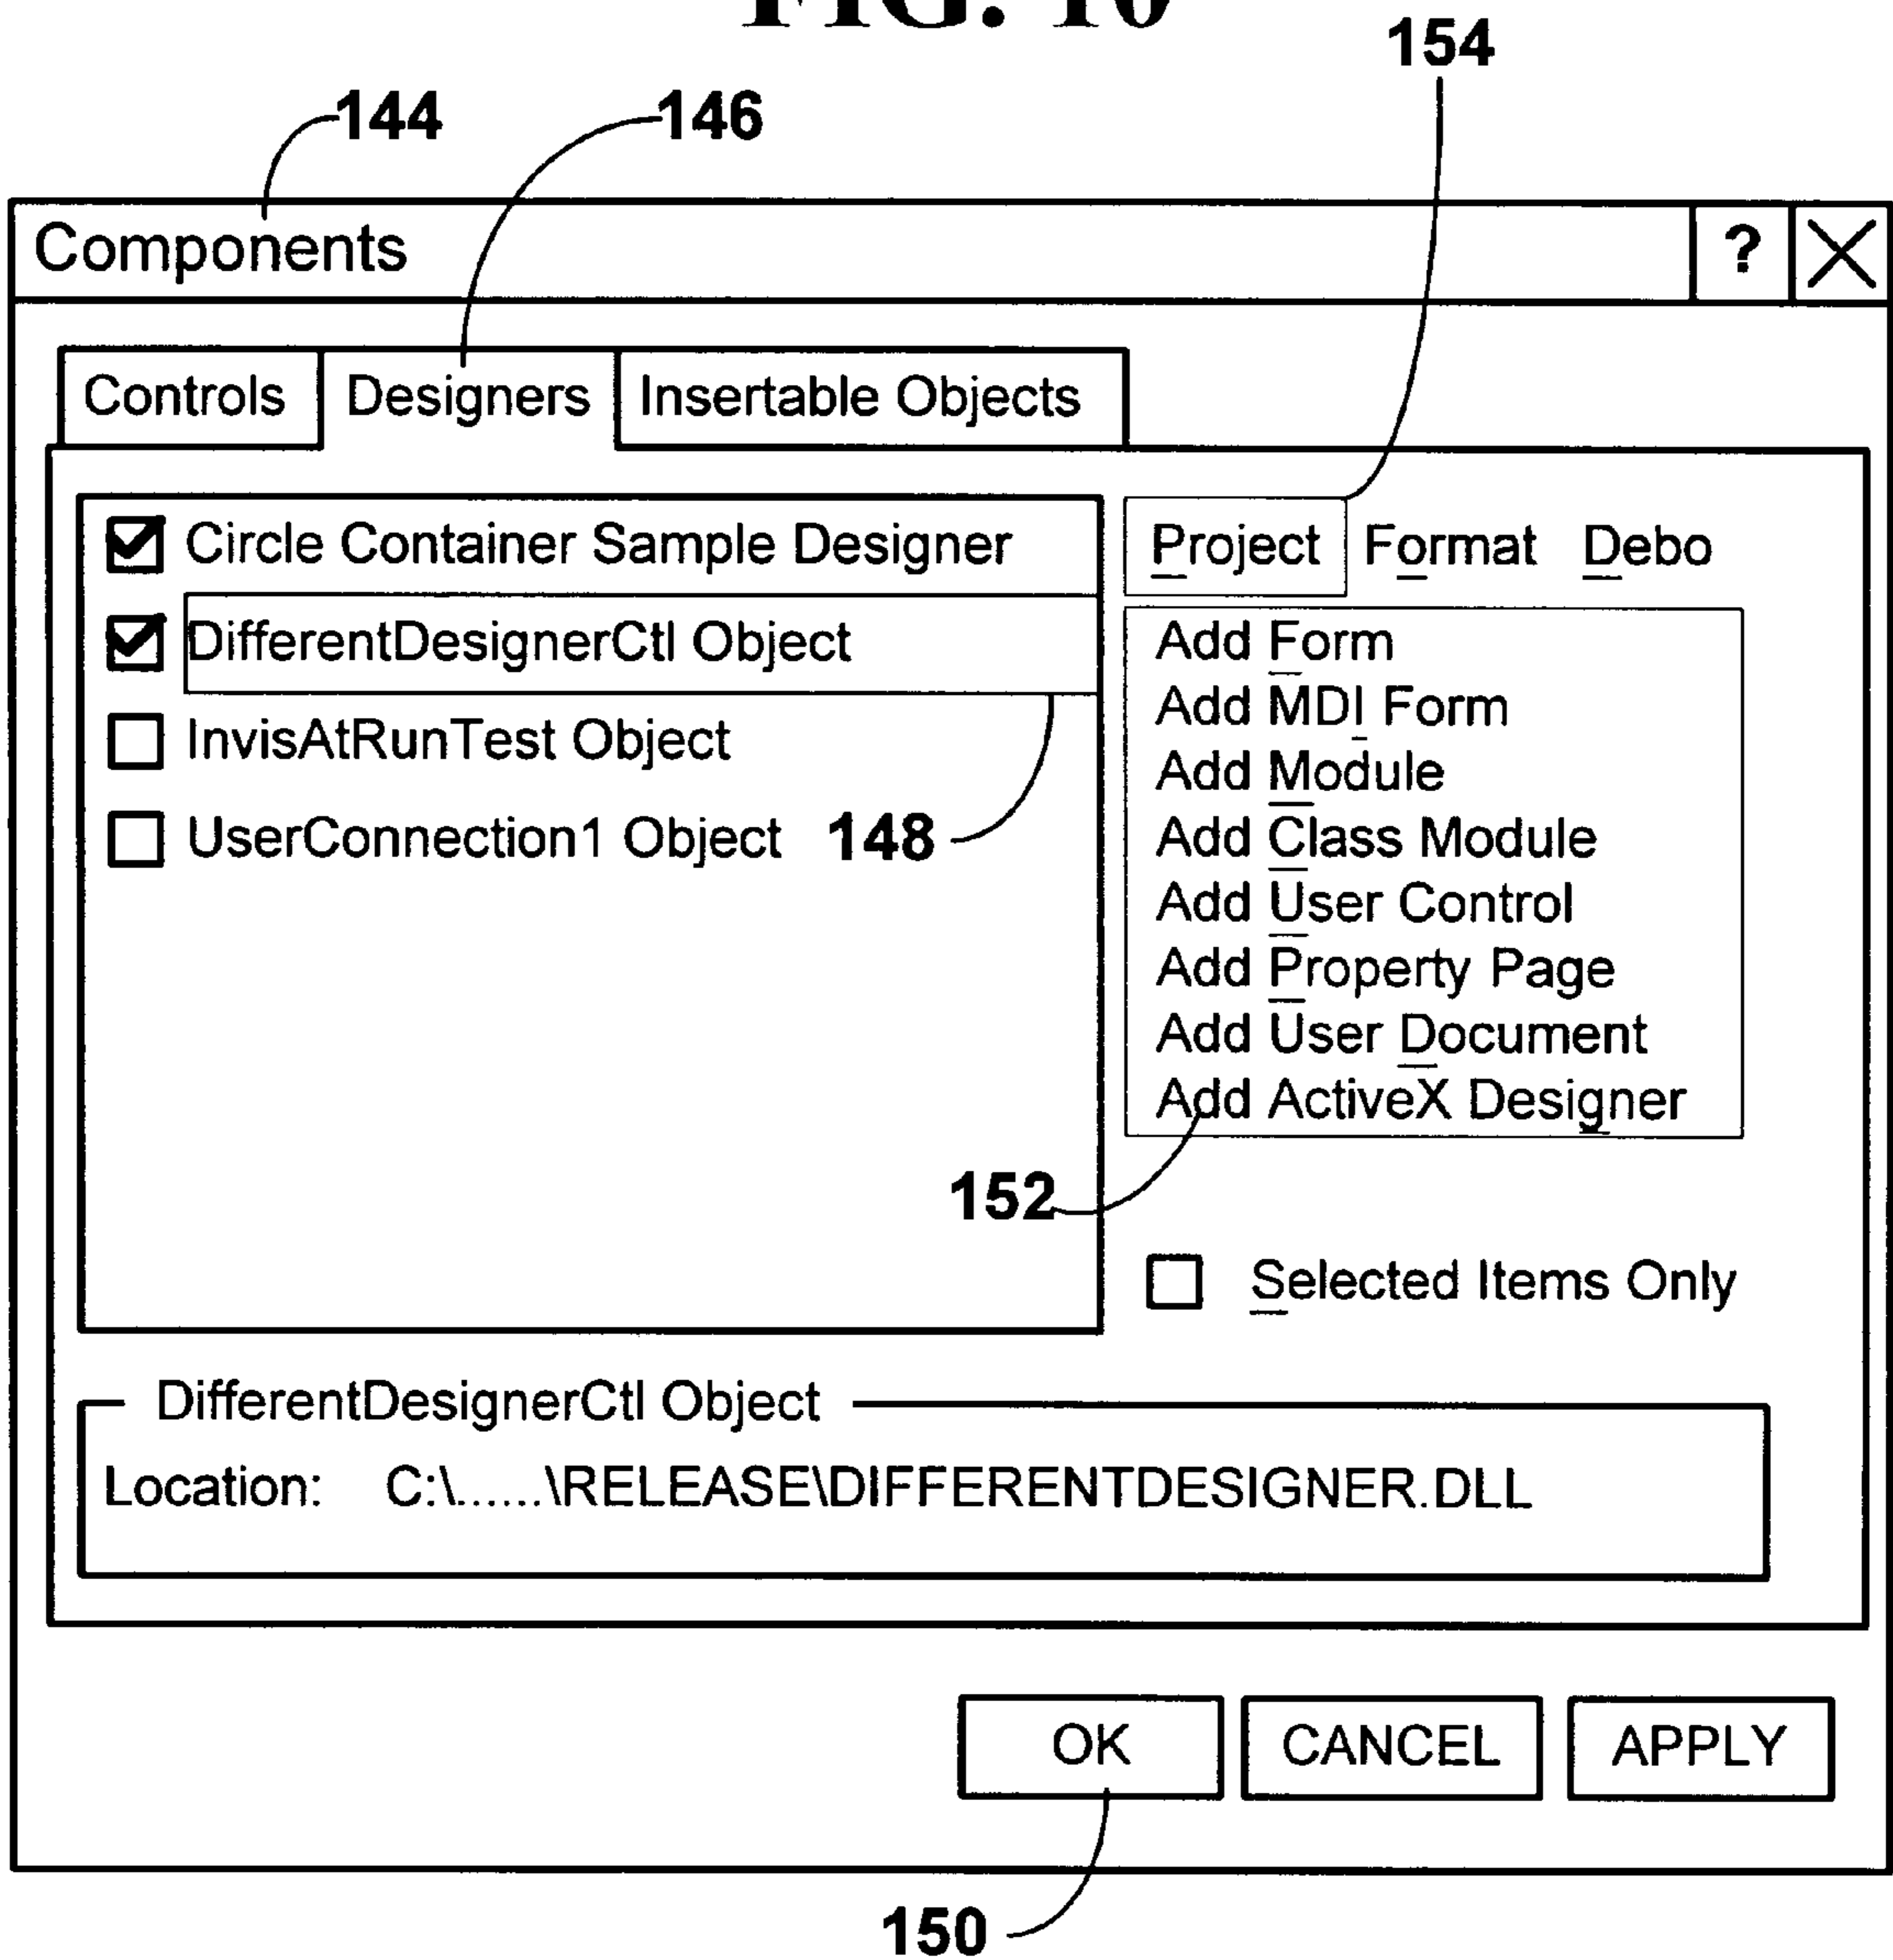 FIG. 10
154
144
146
Components ?
Controls Designers Insertable Objects
Circle Container Sample Designer
DifferentDesignerCtl Object
InvisAtRunTest Object
UserConnection1 Object
148
Project Format Debo
Add Form
Add MDI Form
Add Module
Add Class Module
Add User Control
Add Property Page
Add User Document
Add ActiveX Designer
152
Selected Items Only
DifferentDesignerCtl Object
Location: C:\......\RELEASE\DIFFERENTDESIGNER.DLL
OK CANCEL APPLY
150